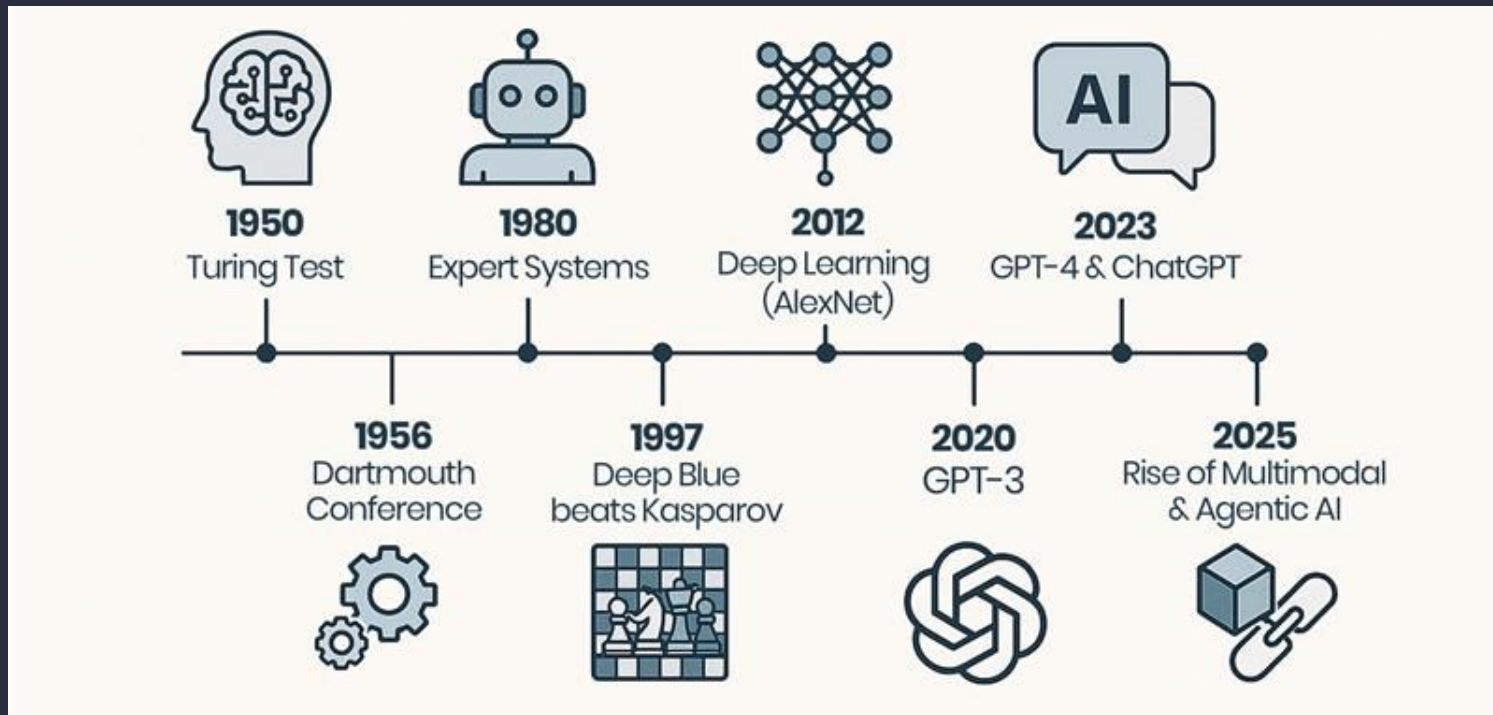 AI
1950
Turing Test
1980
Expert Systems
2012
Deep Learning
(AlexNet)
2023
GPT-4 & ChatGPT
1956
Dartmouth
Conference
1997
Deep Blue
beats Kasparov
2020
GPT-3
2025
Rise of Multimodal
& Agentic AI